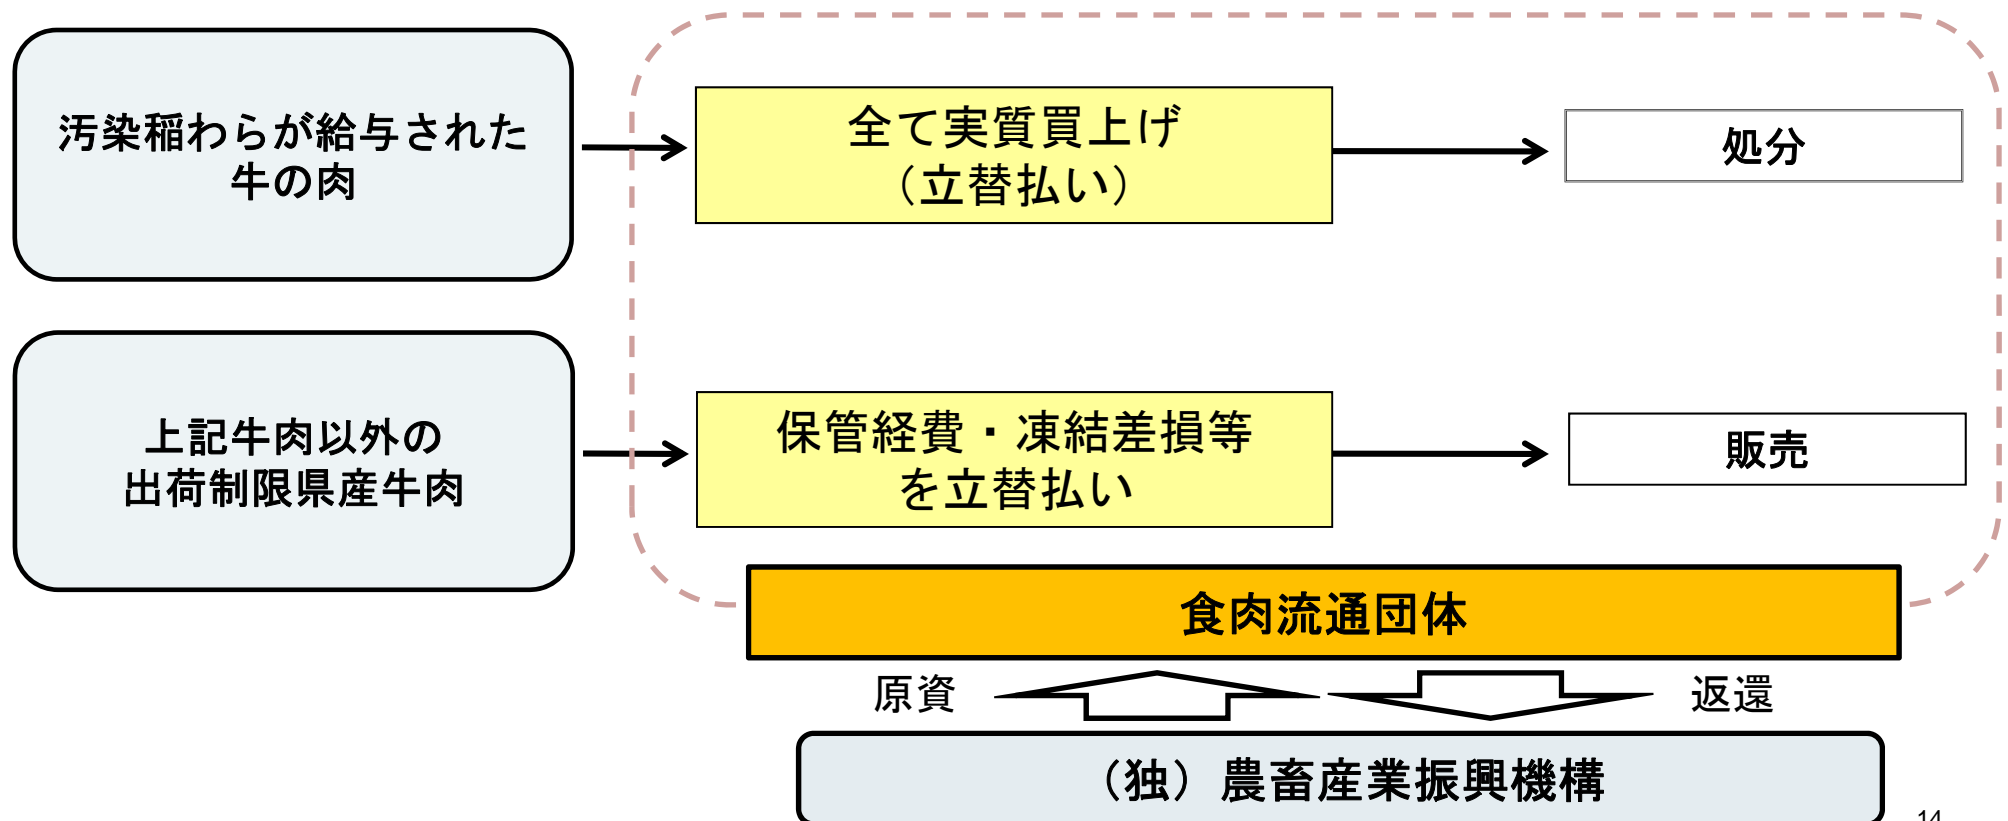 汚染稲わらが給与された
牛の肉
全て実質買上げ
（立替払い）
処分
上記牛肉以外の
出荷制限県産牛肉
保管経費・凍結差損等
を立替払い
販売
食肉流通団体
原資
返還
（独）農畜産業振興機構
14